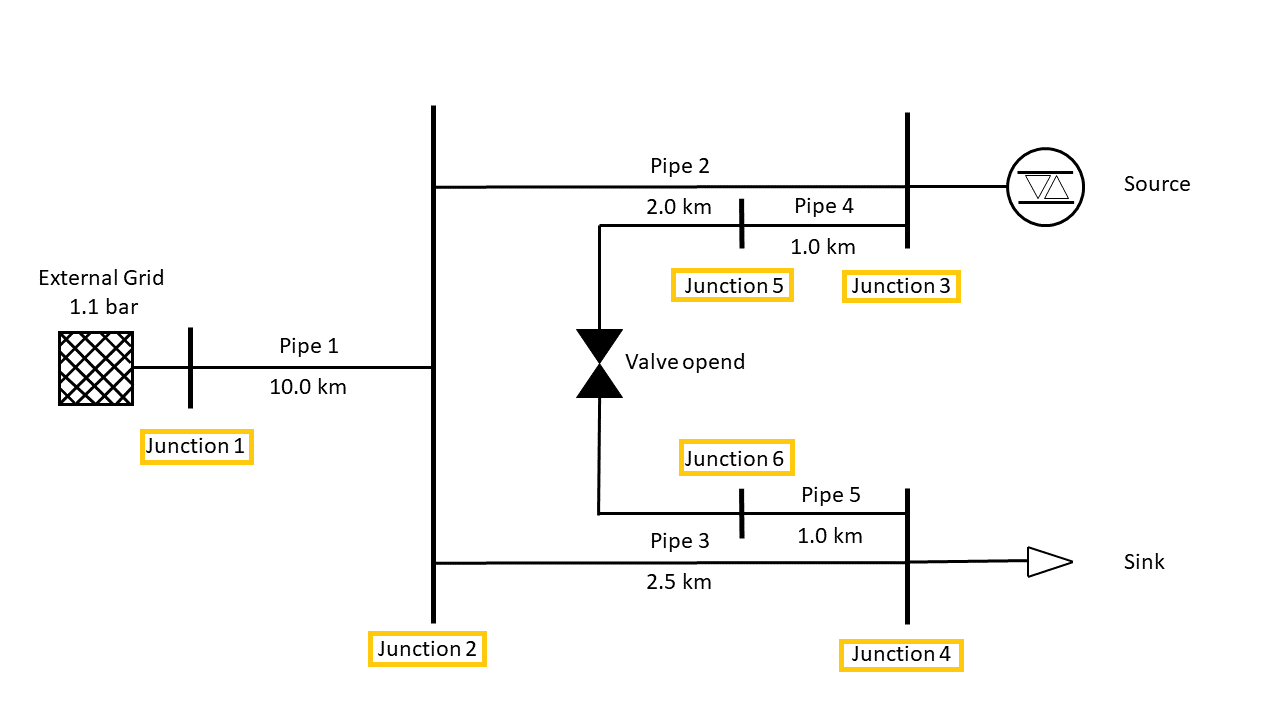 Pipe 2
Source
2.0 km
Pipe 4
1.0 km
External Grid
1.1 bar
Junction 5
Junction 3
Pipe 1
10.0 km
Valve opend
Junction 1
Junction 6
Pipe 5
1.0 km
Pipe 3
2.5 km
Sink
Junction 2
Junction 4